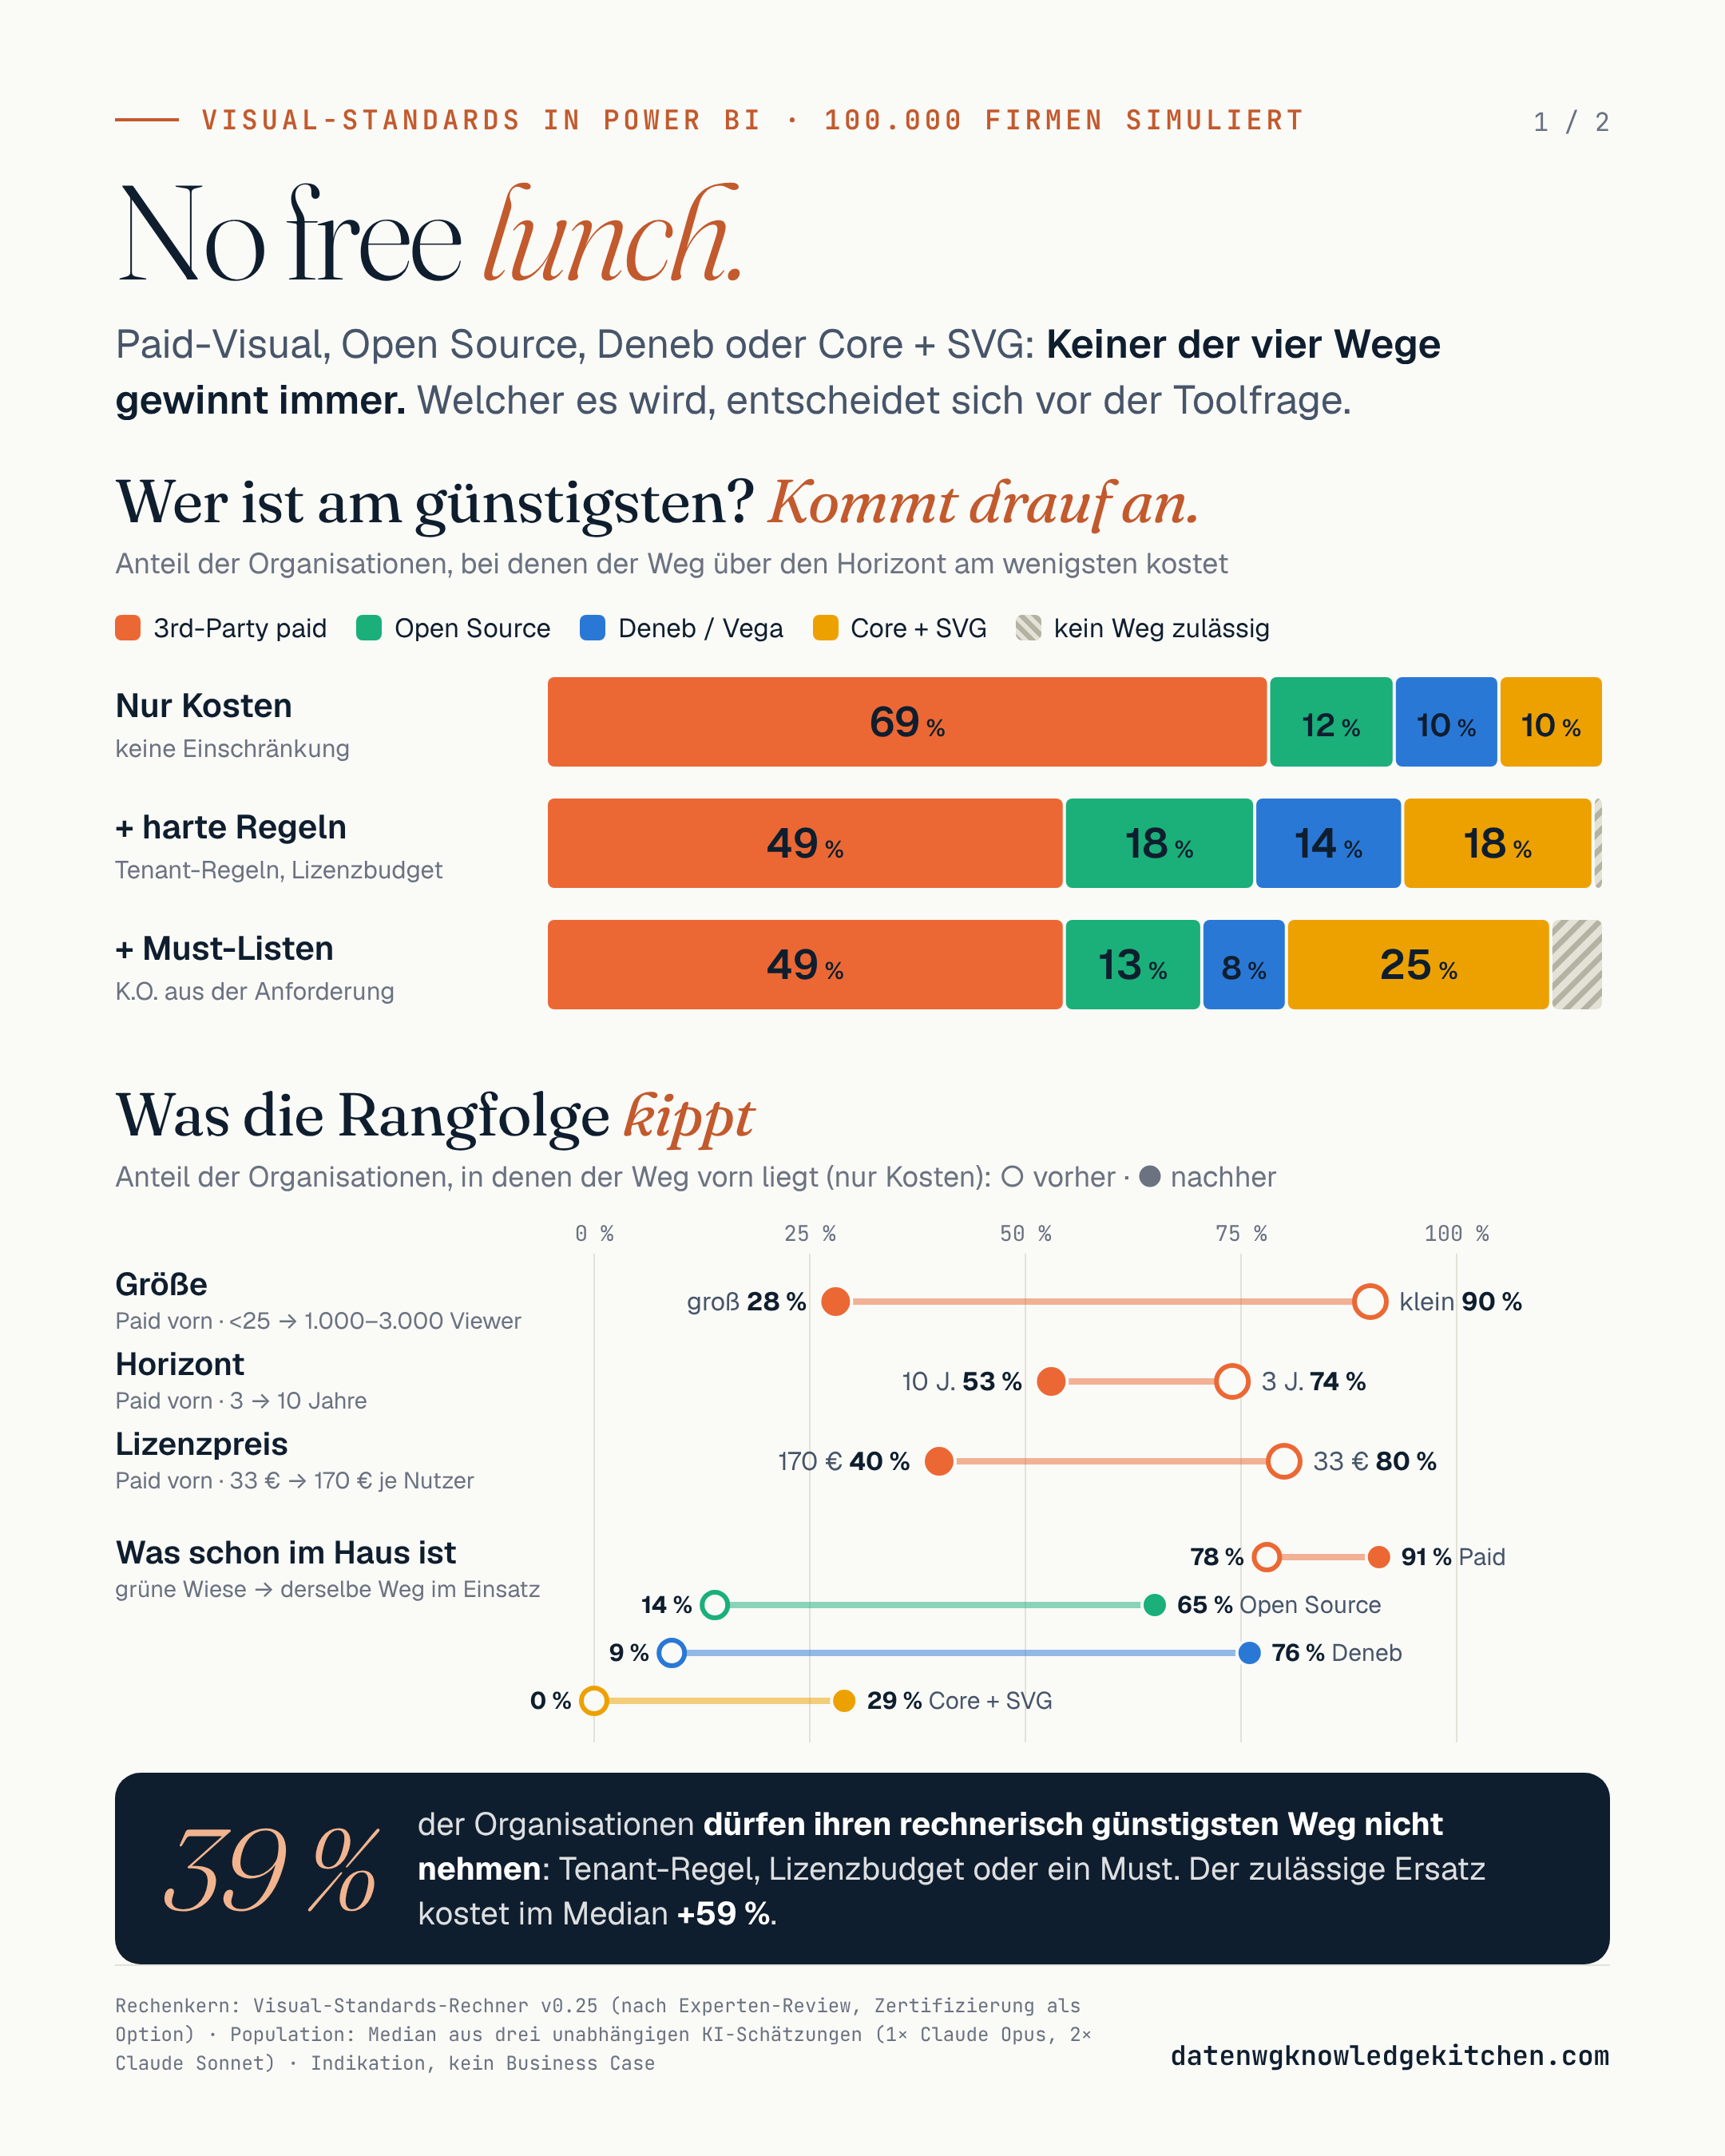 VISUAL-STANDARDS IN POWER BI · 100.000 FIRMEN SIMULIERT
1 / 2
No free lunch.
Paid-Visual, Open Source, Deneb oder Core + SVG: Keiner der vier Wege
gewinnt immer. Welcher es wird, entscheidet sich vor der Toolfrage.
Wer ist am günstigsten? Kommt drauf an.
Anteil der Organisationen, bei denen der Weg über den Horizont am wenigsten kostet
3rd-Party paid Open Source Deneb / Vega Core + SVG kein Weg zulässig
Nur Kosten
keine Einschränkung
69 % 12 % 10 % 10 %
+ harte Regeln
Tenant-Regeln, Lizenzbudget
49 % 18 % 14 % 18 %
+ Must-Listen
K.O. aus der Anforderung
49 % 13 % 8 % 25 %
Was die Rangfolge kippt
Anteil der Organisationen, in denen der Weg vorn liegt (nur Kosten): ○ vorher · ● nachher
0 % 25 % 50 % 75 % 100 %
Größe
Paid vorn · <25 → 1.000–3.000 Viewer
groß 28 % klein 90 %
Horizont
Paid vorn · 3 → 10 Jahre
10 J. 53 % 3 J. 74 %
Lizenzpreis
Paid vorn · 33 € → 170 € je Nutzer
170 € 40 % 33 € 80 %
Was schon im Haus ist
grüne Wiese → derselbe Weg im Einsatz
78 % 91 % Paid
14 % 65 % Open Source
9 % 76 % Deneb
0 % 29 % Core + SVG
39 %
der Organisationen dürfen ihren rechnerisch günstigsten Weg nicht
nehmen: Tenant-Regel, Lizenzbudget oder ein Must. Der zulässige Ersatz
kostet im Median +59 %.
Rechenkern: Visual-Standards-Rechner v0.25 (nach Experten-Review, Zertifizierung als
Option) · Population: Median aus drei unabhängigen KI-Schätzungen (1× Claude Opus, 2×
Claude Sonnet) · Indikation, kein Business Case
datenwgknowledgekitchen.com